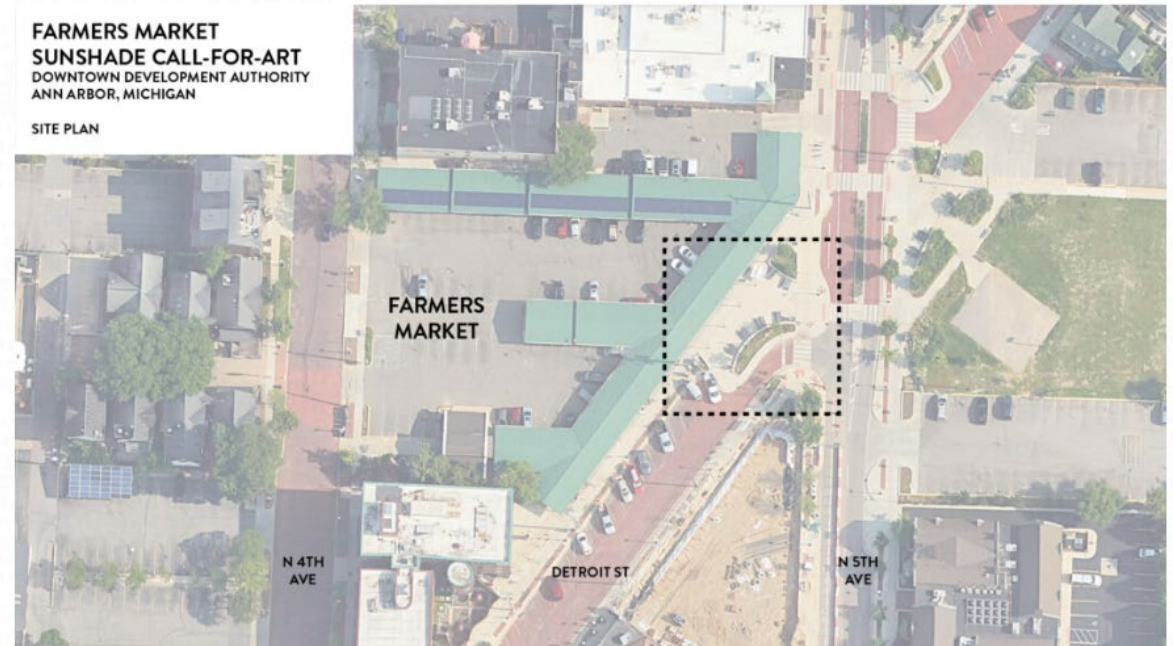 FARMERS MARKET
SUNSHADE CALL-FOR-ART
DOWNTOWN DEVELOPMENT AUTHORITY
ANN ARBOR, MICHIGAN
SITE PLAN
FARMERS
MARKET
N 4TH
AVE
DETROIT ST
N 5TH
AVE